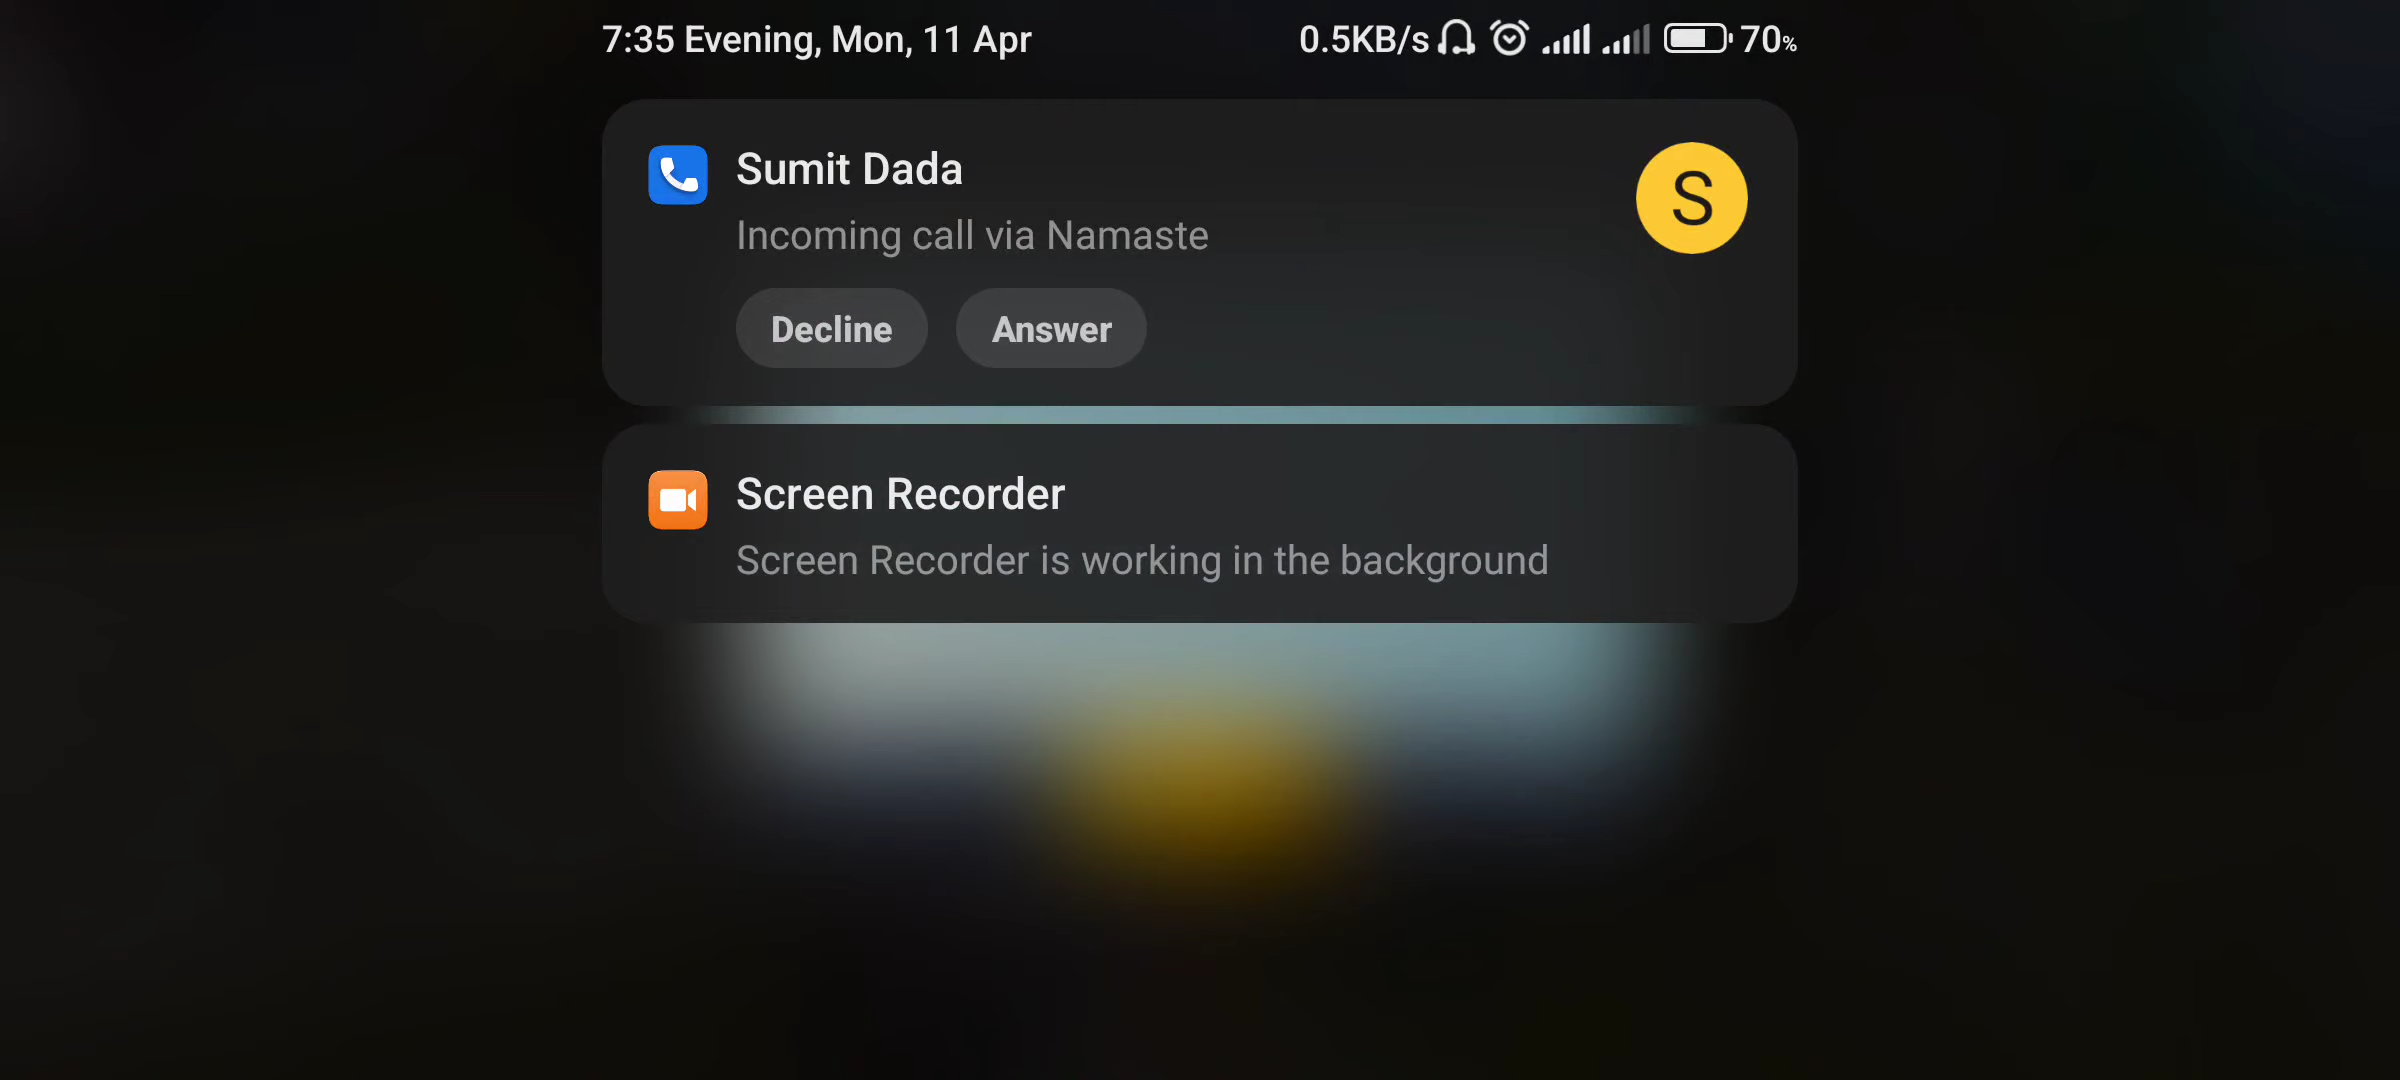 7:35 Evening, Mon, 11 Apr 0.5KB/s 70%
Sumit Dada
S
Incoming call via Namaste
Decline Answer
Screen Recorder
Screen Recorder is working in the background